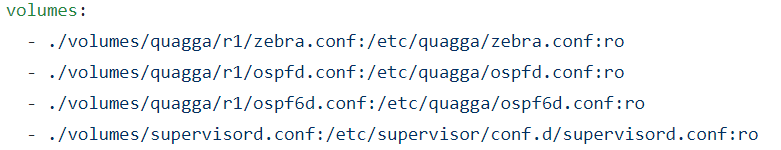 volumes:
  - ./volumes/quagga/r1/zebra.conf:/etc/quagga/zebra.conf:ro
  - ./volumes/quagga/r1/ospfd.conf:/etc/quagga/ospfd.conf:ro
  - ./volumes/quagga/r1/ospf6d.conf:/etc/quagga/ospf6d.conf:ro
  - ./volumes/supervisord.conf:/etc/supervisor/conf.d/supervisord.conf:ro